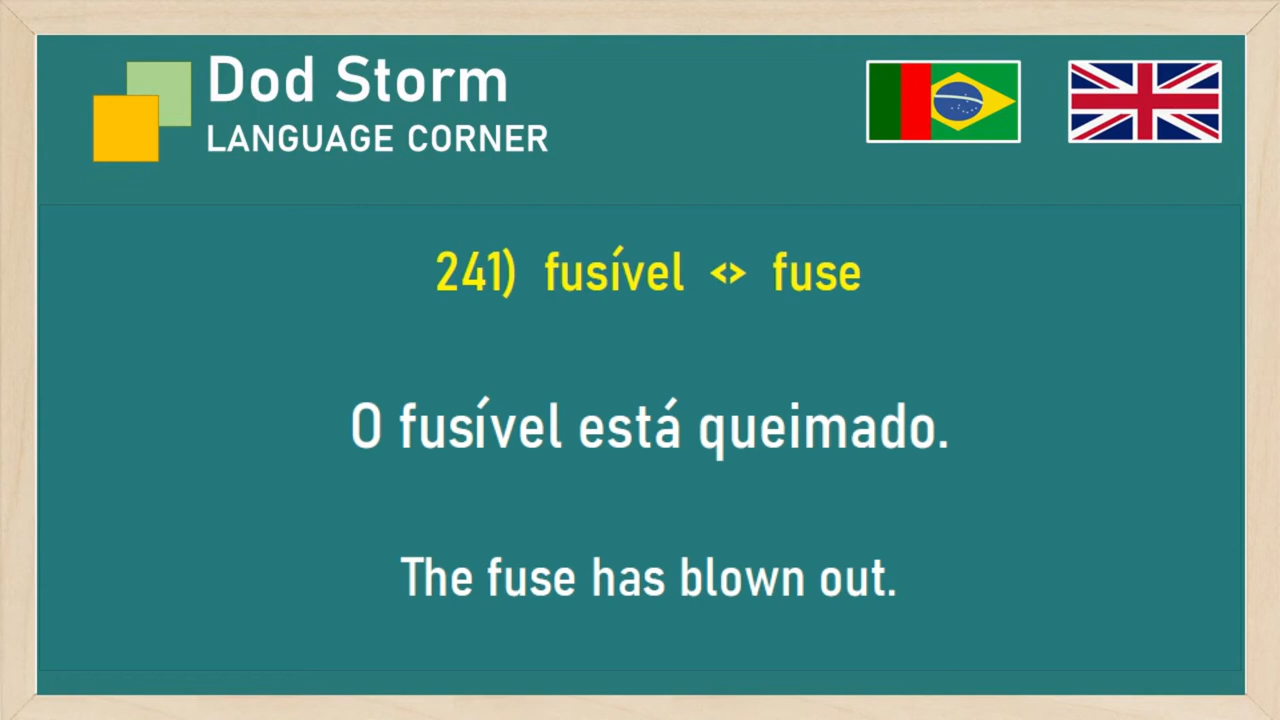 Dod Storm
LANGUAGE CORNER
241) fusível <> fuse
O fusível está queimado.
The fuse has blown out.